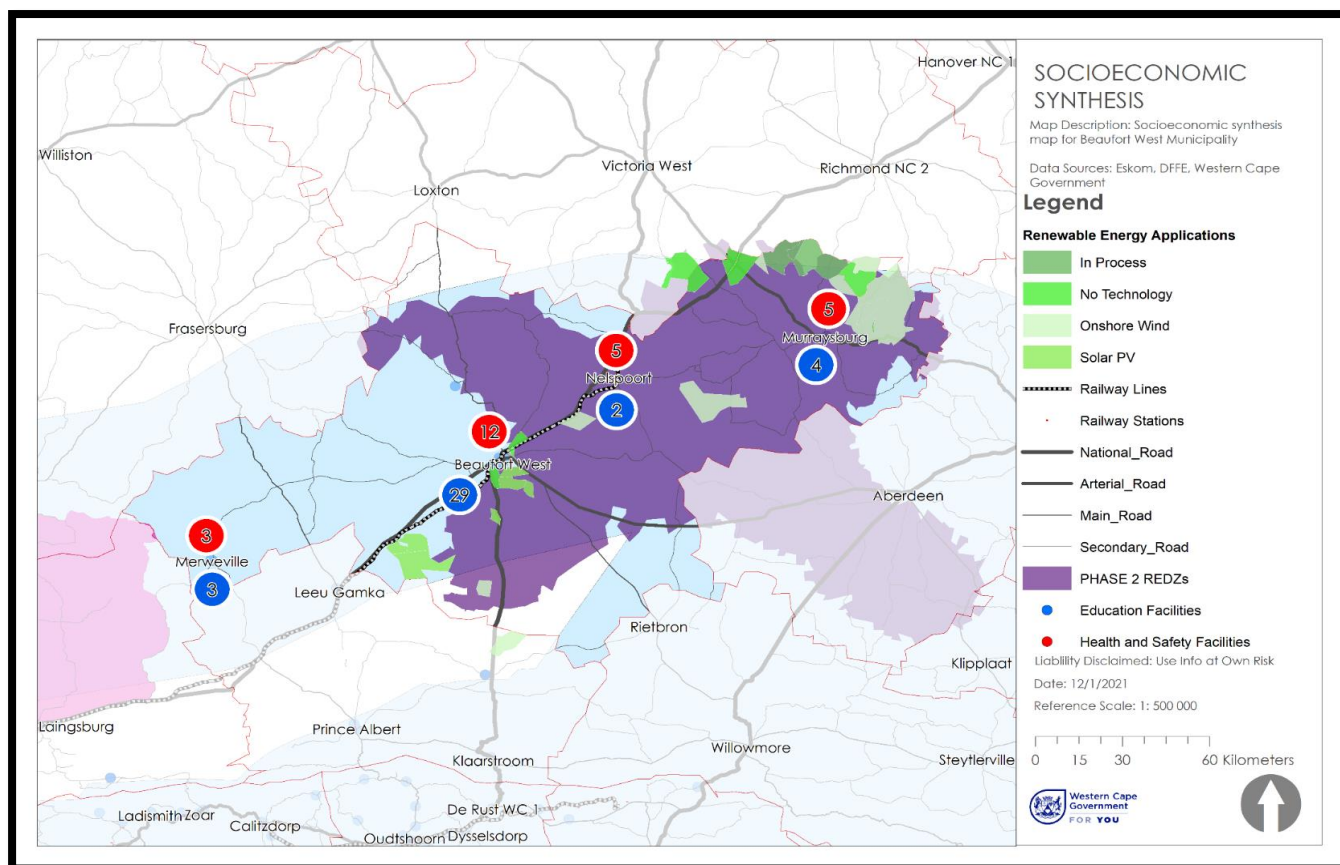 Hanover NC 1
Williston
Victoria West
Richmond NC 2
Loxton
Frasersburg
5
Murraysburg
5
4
Nelspoort
2
12
Beaufort West
29
Aberdeen
3
Merweville
3
Leeu Gamka
Rietbron
Klipplaat
Laingsburg
Prince Albert
Willowmore
Klaarstroom
Steytlerville
De Rust WC 1
Ladismith
Zoar
Calitzdorp
Oudtshoorn
Dysselsdorp
SOCIOECONOMIC
SYNTHESIS
Map Description: Socioeconomic synthesis
map for Beaufort West Municipality
Data Sources: Eskom, DFFE, Western Cape
Government
Legend
Renewable Energy Applications
In Process
No Technology
Onshore Wind
Solar PV
Railway Lines
Railway Stations
National_Road
Arterial_Road
Main_Road
Secondary_Road
PHASE 2 REDZs
Education Facilities
Health and Safety Facilities
Liablility Disclaimed: Use Info at Own Risk
Date: 12/1/2021
Reference Scale: 1: 500 000
0 15 30 60 Kilometers
Western Cape
Government
FOR YOU